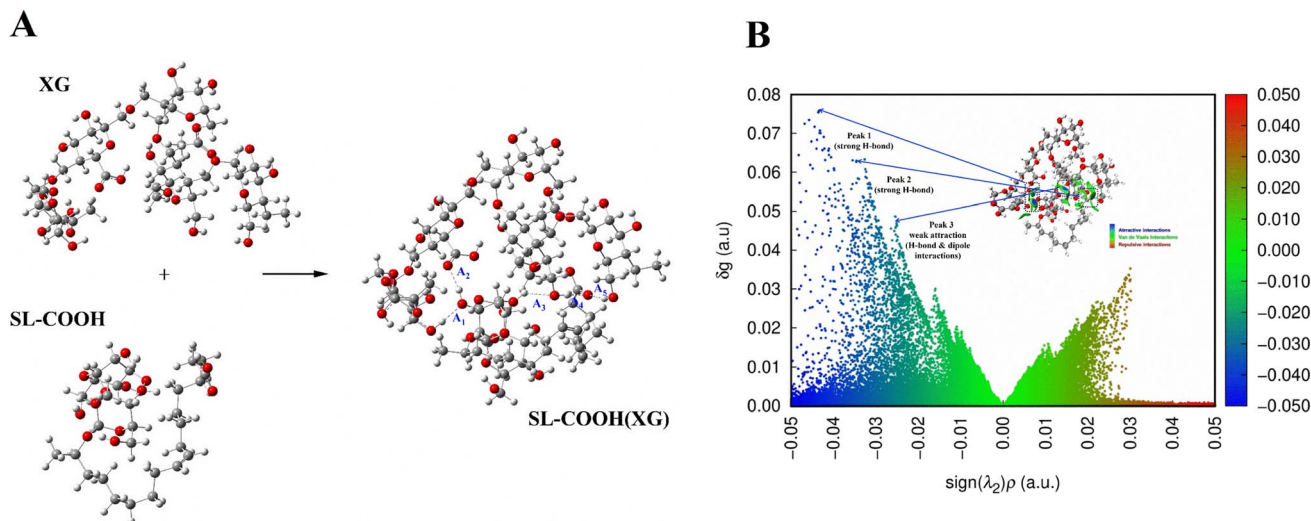 A
XG
+
SL-COOH
A₂
A₁
A₃
A₄
A₅
SL-COOH(XG)
B
δg (a.u)
0.08
0.07
0.06
0.05
0.04
0.03
0.02
0.01
0.00
Peak 1
(strong H-bond)
Peak 2
(strong H-bond)
Peak 3
weak attraction
(H-bond & dipole
interactions)
Attractive interactions
Van de Vaals Interactions
Repulsive interactions
−0.05
−0.04
−0.03
−0.02
−0.01
0.00
0.01
0.02
0.03
0.04
0.05
sign(λ₂)ρ (a.u.)
0.050
0.040
0.030
0.020
0.010
0.000
−0.010
−0.020
−0.030
−0.040
−0.050